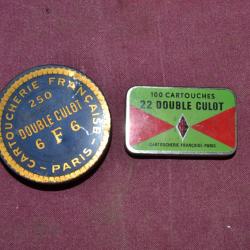 CARTOUCHERIE FRANÇAISE
250
DOUBLE CULOT
6 F 6
PARIS
100 CARTOUCHES
22 DOUBLE CULOT
CARTOUCHERIE FRANÇAISE PARIS